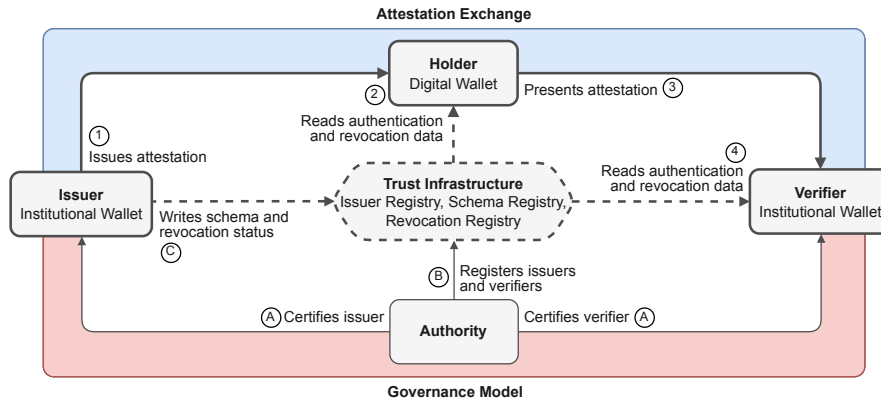 Attestation Exchange
Holder
Digital Wallet
2
Presents attestation 3
Reads authentication
and revocation data
1
Issues attestation
4
Reads authentication
and revocation data
Issuer
Institutional Wallet
Trust Infrastructure
Issuer Registry, Schema Registry,
Revocation Registry
Verifier
Institutional Wallet
Writes schema and
revocation status
C
B
Registers issuers
and verifiers
A Certifies issuer
Authority
Certifies verifier A
Governance Model